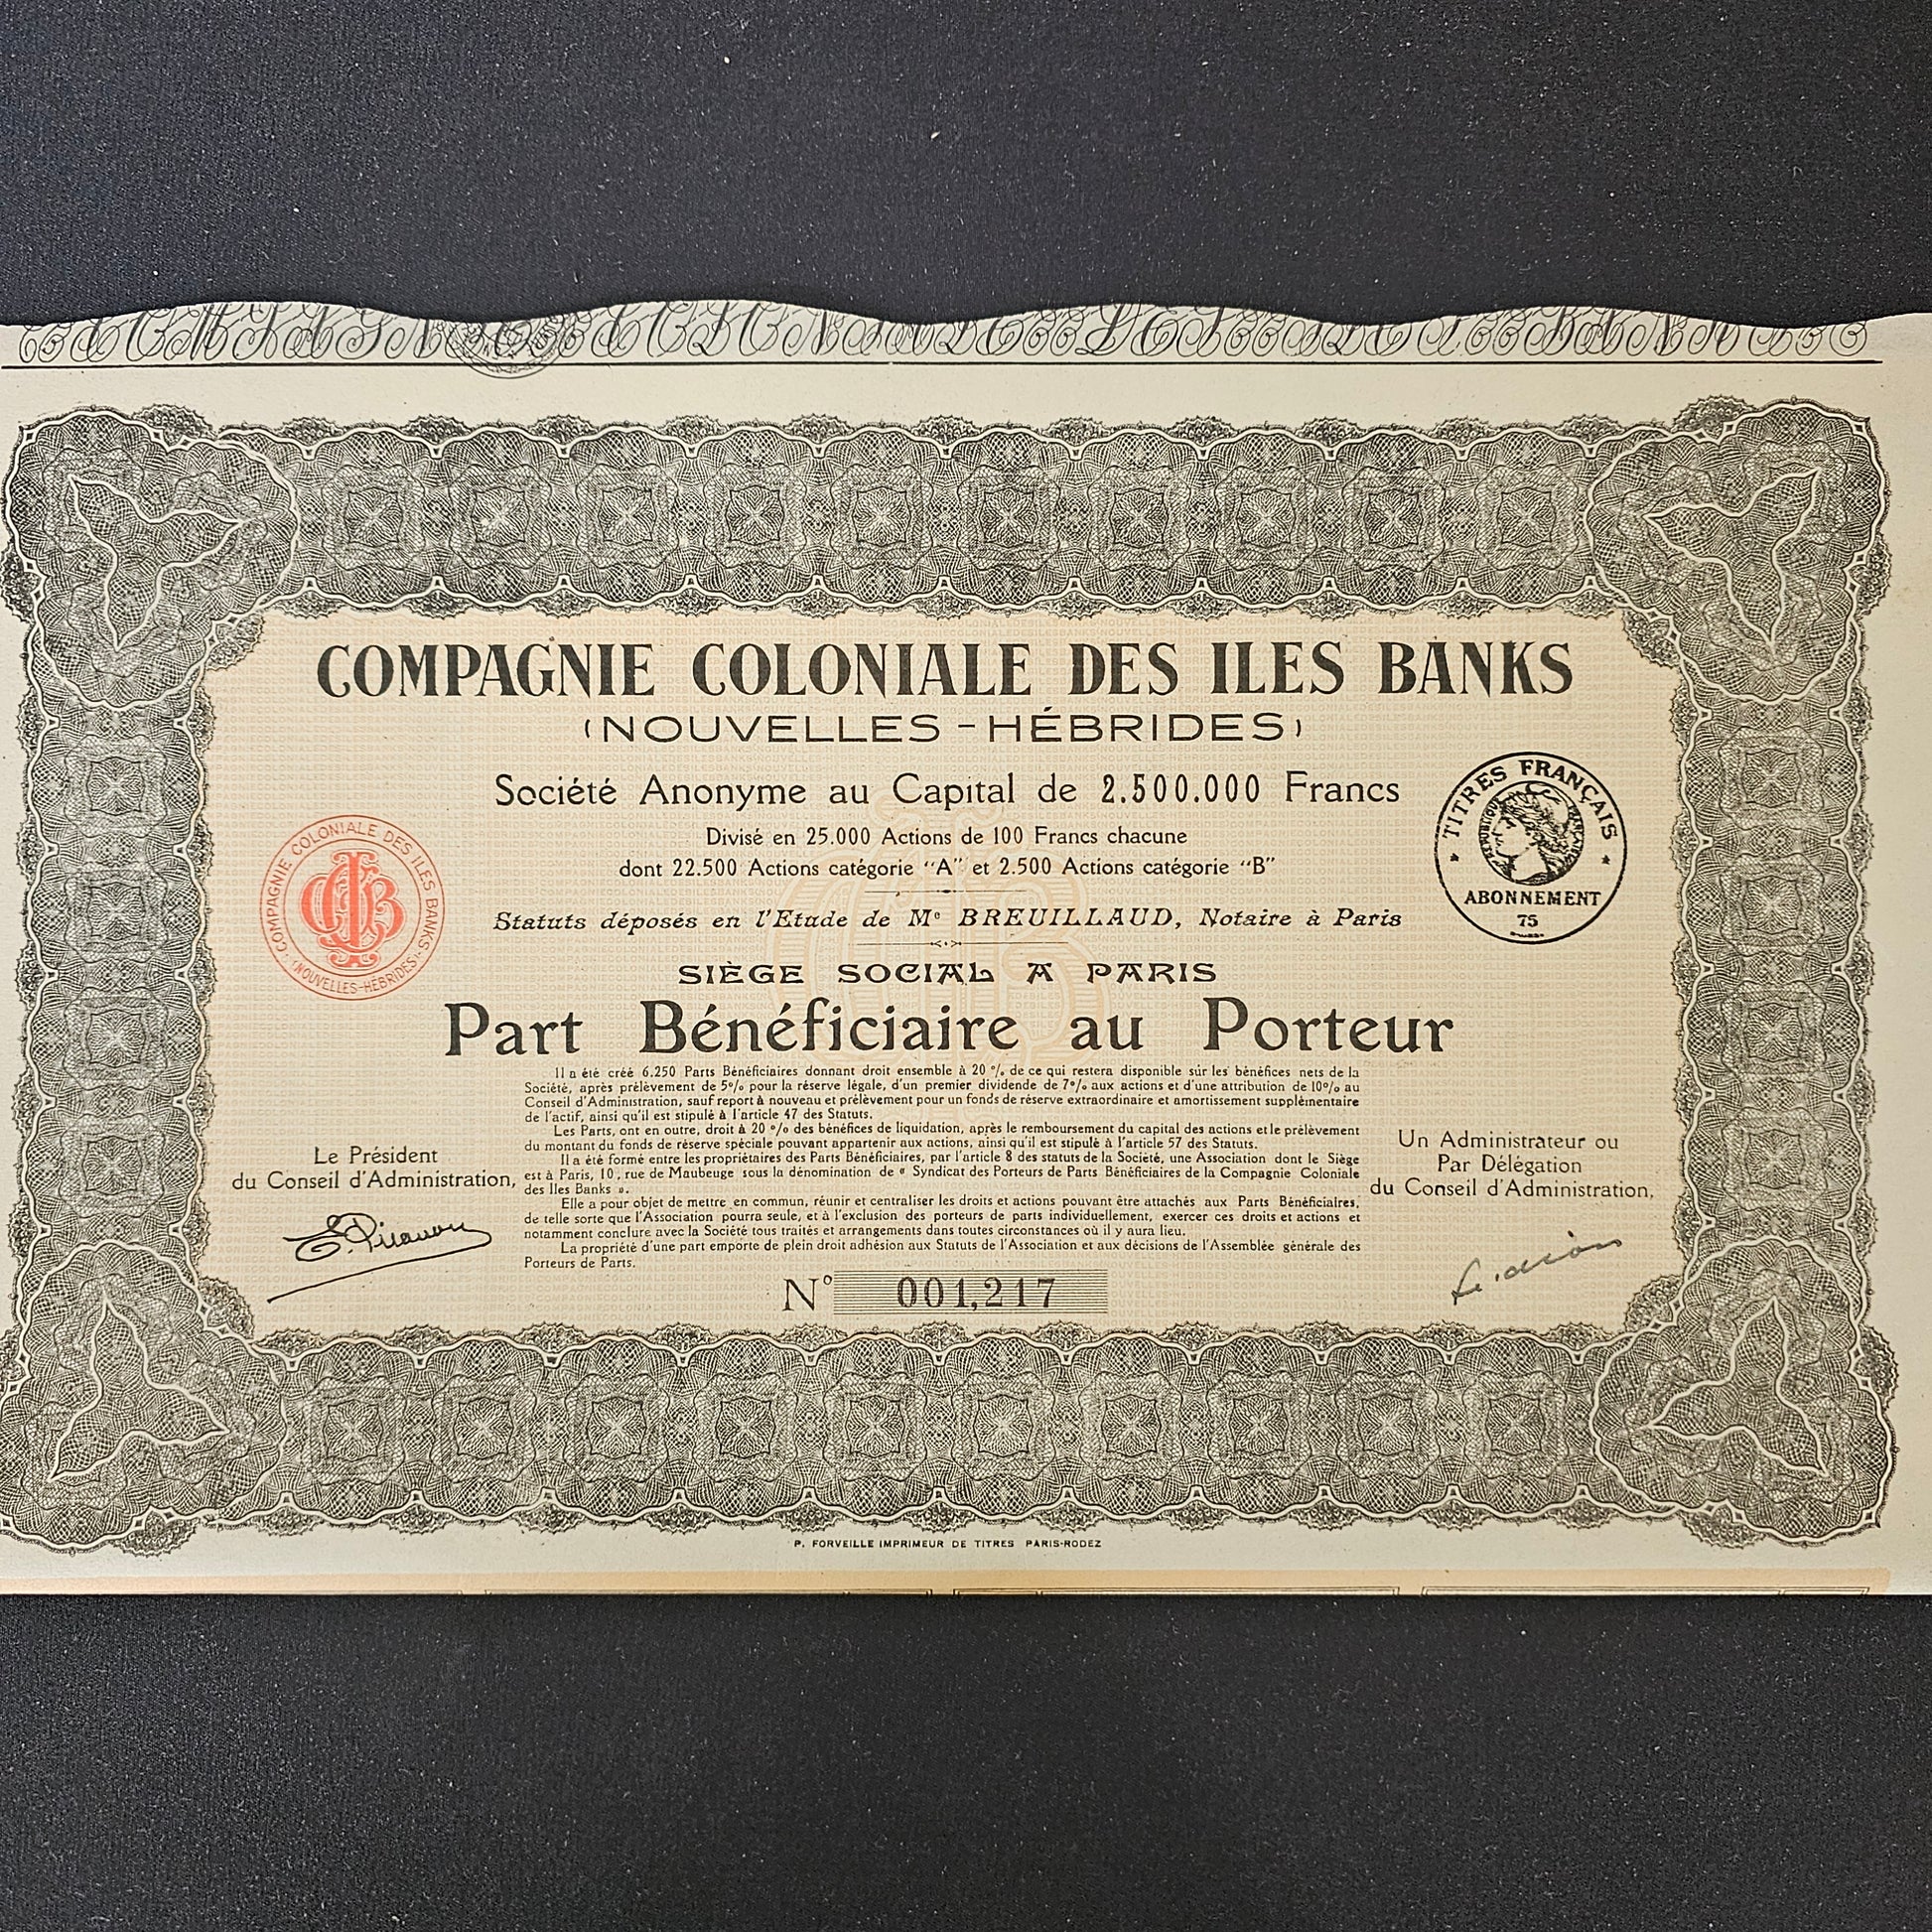 COMPAGNIE COLONIALE DES ILES BANKS
(NOUVELLES-HÉBRIDES)
Société Anonyme au Capital de 2.500.000 Francs
Divisé en 25.000 Actions de 100 Francs chacune
dont 22.500 Actions catégorie "A" et 2.500 Actions catégorie "B"
Statuts déposés en l'Etude de Me BREUILLAUD, Notaire à Paris
SIÈGE SOCIAL A PARIS
Part Bénéficiaire au Porteur
COMPAGNIE COLONIALE DES ILES BANKS
(NOUVELLES-HÉBRIDES)
TITRES FRANÇAIS
RÉPUBLIQUE FRANÇAISE
ABONNEMENT
75
Il a été créé 6.250 Parts Bénéficiaires donnant droit ensemble à 20 % de ce qui restera disponible sur les bénéfices nets de la
Société, après prélèvement de 5% pour la réserve légale, d'un premier dividende de 7% aux actions et d'une attribution de 10% au
Conseil d'Administration, sauf report à nouveau et prélèvement pour un fonds de réserve extraordinaire et amortissement supplémentaire
de l'actif, ainsi qu'il est stipulé à l'article 47 des Statuts.
Les Parts, ont en outre, droit à 20 % des bénéfices de liquidation, après le remboursement du capital des actions et le prélèvement
du montant du fonds de réserve spéciale pouvant appartenir aux actions, ainsi qu'il est stipulé à l'article 57 des Statuts.
Il a été formé entre les propriétaires des Parts Bénéficiaires, par l'article 8 des statuts de la Société, une Association dont le Siège
est à Paris, 10, rue de Maubeuge sous la dénomination de « Syndicat des Porteurs de Parts Bénéficiaires de la Compagnie Coloniale
des Iles Banks ».
Elle a pour objet de mettre en commun, réunir et centraliser les droits et actions pouvant être attachés aux Parts Bénéficiaires,
de telle sorte que l'Association pourra seule, et à l'exclusion des porteurs de parts individuellement, exercer ces droits et actions et
notamment conclure avec la Société tous traités et arrangements dans toutes circonstances où il y aura lieu.
La propriété d'une part emporte de plein droit adhésion aux Statuts de l'Association et aux décisions de l'Assemblée générale des
Porteurs de Parts.
Le Président
du Conseil d'Administration,
Un Administrateur ou
Par Délégation
du Conseil d'Administration,
N° 001,217
P. FORVEILLE IMPRIMEUR DE TITRES PARIS-RODEZ